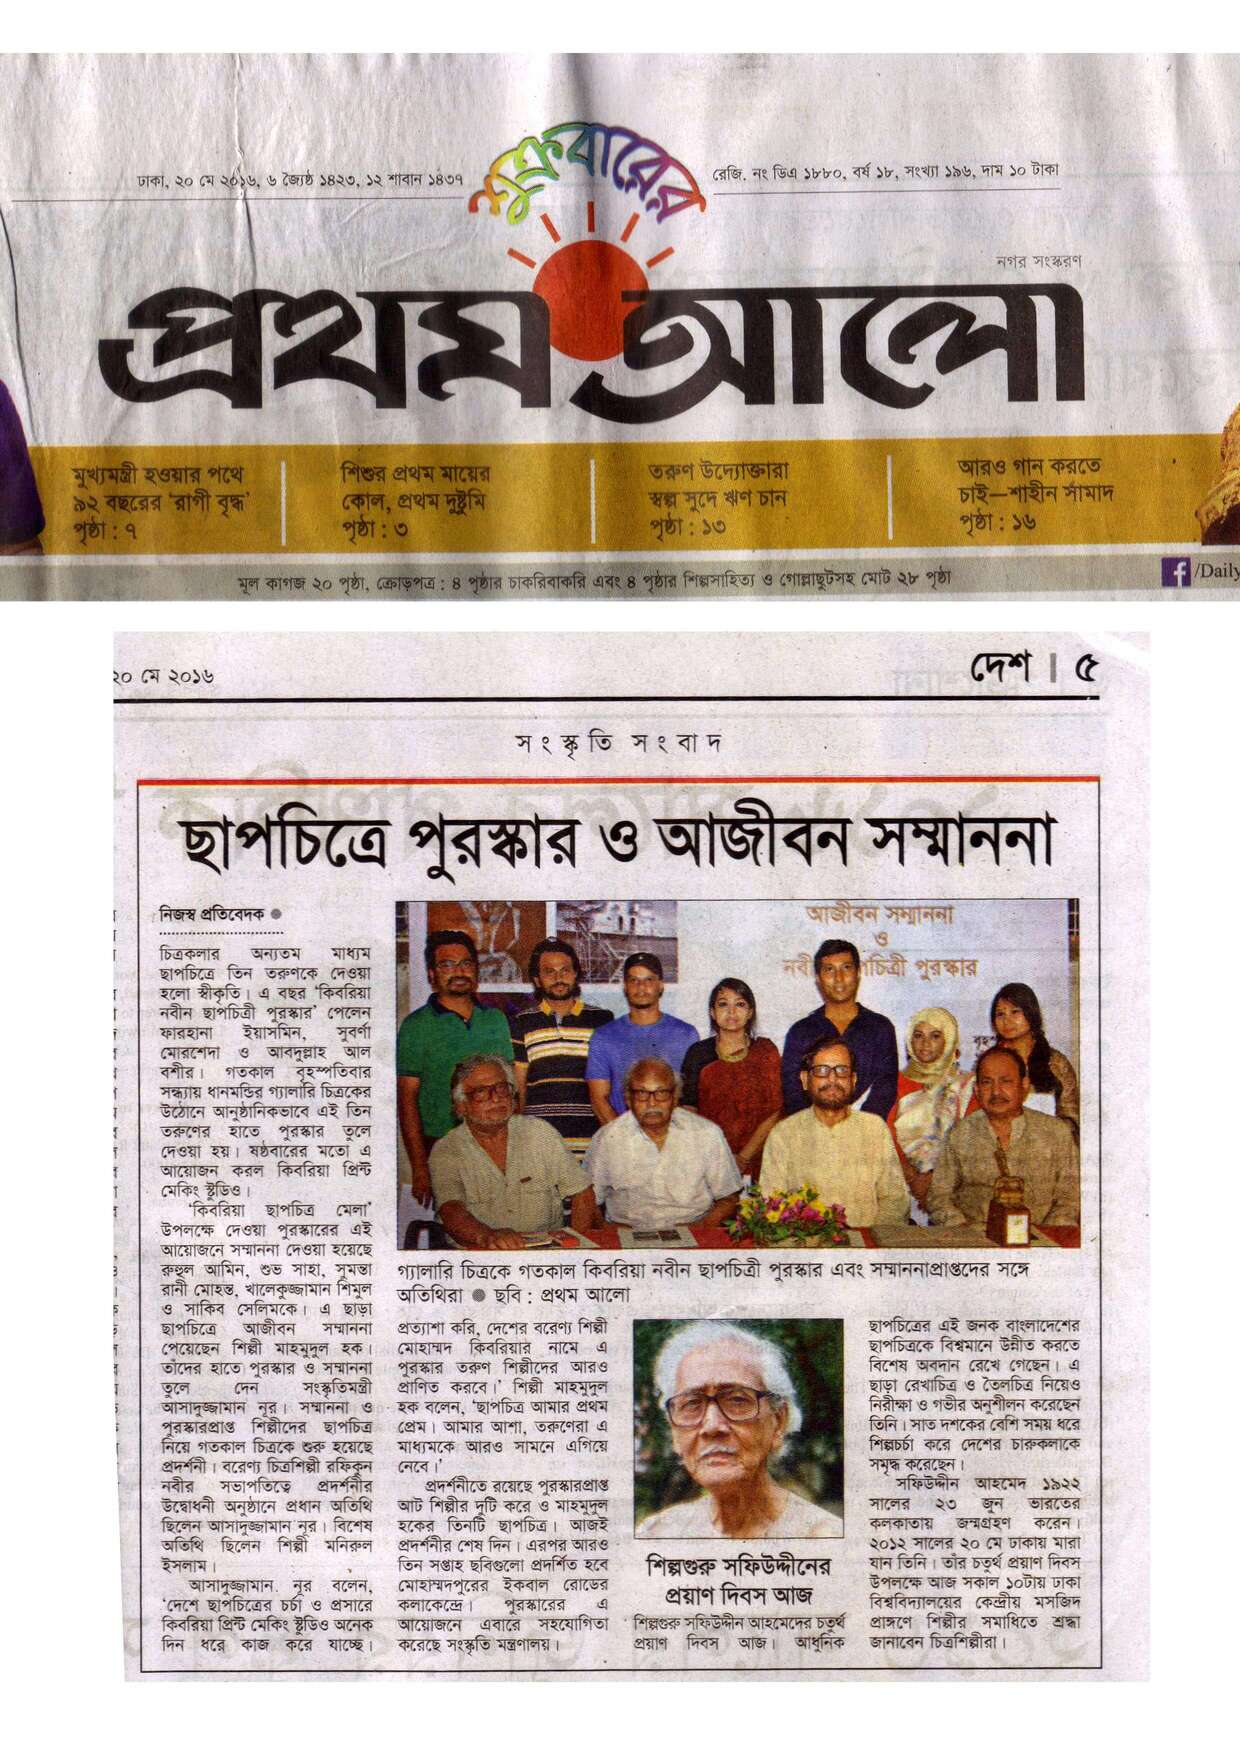 শুক্রবারের
ঢাকা, ২০ মে ২০১৬, ৬ জ্যৈষ্ঠ ১৪২৩, ১২ শাবান ১৪৩৭
রেজি. নং ডিএ ১৮৮০, বর্ষ ১৮, সংখ্যা ১৯৬, দাম ১০ টাকা
নগর সংস্করণ
প্রথম আলো
মুখ্যমন্ত্রী হওয়ার পথে
৯২ বছরের ‘রাগী বৃদ্ধ’
পৃষ্ঠা : ৭
শিশুর প্রথম মায়ের
কোল, প্রথম দুষ্টুমি
পৃষ্ঠা : ৩
তরুণ উদ্যোক্তারা
স্বল্প সুদে ঋণ চান
পৃষ্ঠা : ১৩
আরও গান করতে
চাই—শাহীন সামাদ
পৃষ্ঠা : ১৬
মূল কাগজ ২০ পৃষ্ঠা, ক্রোড়পত্র : ৪ পৃষ্ঠার চাকরিবাকরি এবং ৪ পৃষ্ঠার শিল্পসাহিত্য ও গোল্লাছুটসহ মোট ২৮ পৃষ্ঠা
f /Daily
২০ মে ২০১৬
দেশ | ৫
সংস্কৃতি সংবাদ
ছাপচিত্রে পুরস্কার ও আজীবন সম্মাননা
নিজস্ব প্রতিবেদক ●
চিত্রকলার অন্যতম মাধ্যম
ছাপচিত্রে তিন তরুণকে দেওয়া
হলো স্বীকৃতি। এ বছর ‘কিবরিয়া
নবীন ছাপচিত্রী পুরস্কার’ পেলেন
ফারহানা ইয়াসমিন, সুবর্ণা
মোরশেদা ও আবদুল্লাহ আল
বশীর। গতকাল বৃহস্পতিবার
সন্ধ্যায় ধানমন্ডির গ্যালারি চিত্রকের
উঠোনে আনুষ্ঠানিকভাবে এই তিন
তরুণের হাতে পুরস্কার তুলে
দেওয়া হয়। ষষ্ঠবারের মতো এ
আয়োজন করল কিবরিয়া প্রিন্ট
মেকিং স্টুডিও।
‘কিবরিয়া ছাপচিত্র মেলা’
উপলক্ষে দেওয়া পুরস্কারের এই
আয়োজনে সম্মাননা দেওয়া হয়েছে
রুহুল আমিন, শুভ সাহা, সুমন্তা
রানী মোহন্ত, খালেকুজ্জামান শিমুল
ও সাকিব সেলিমকে। এ ছাড়া
ছাপচিত্রে আজীবন সম্মাননা
পেয়েছেন শিল্পী মাহমুদুল হক।
তাঁদের হাতে পুরস্কার ও সম্মাননা
তুলে দেন সংস্কৃতিমন্ত্রী
আসাদুজ্জামান নূর। সম্মাননা ও
পুরস্কারপ্রাপ্ত শিল্পীদের ছাপচিত্র
নিয়ে গতকাল চিত্রকে শুরু হয়েছে
প্রদর্শনী। বরেণ্য চিত্রশিল্পী রফিকুন
নবীর সভাপতিত্বে প্রদর্শনীর
উদ্বোধনী অনুষ্ঠানে প্রধান অতিথি
ছিলেন আসাদুজ্জামান নূর। বিশেষ
অতিথি ছিলেন শিল্পী মনিরুল
ইসলাম।
আসাদুজ্জামান নূর বলেন,
‘দেশে ছাপচিত্রের চর্চা ও প্রসারে
কিবরিয়া প্রিন্ট মেকিং স্টুডিও অনেক
দিন ধরে কাজ করে যাচ্ছে।
আজীবন সম্মাননা
ও
নবীন ছাপচিত্রী পুরস্কার
গ্যালারি চিত্রকে গতকাল কিবরিয়া নবীন ছাপচিত্রী পুরস্কার এবং সম্মাননাপ্রাপ্তদের সঙ্গে
অতিথিরা ● ছবি : প্রথম আলো
প্রত্যাশা করি, দেশের বরেণ্য শিল্পী
মোহাম্মদ কিবরিয়ার নামে এ
পুরস্কার তরুণ শিল্পীদের আরও
প্রাণিত করবে।’ শিল্পী মাহমুদুল
হক বলেন, ‘ছাপচিত্র আমার প্রথম
প্রেম। আমার আশা, তরুণেরা এ
মাধ্যমকে আরও সামনে এগিয়ে
নেবে।’
প্রদর্শনীতে রয়েছে পুরস্কারপ্রাপ্ত
আট শিল্পীর দুটি করে ও মাহমুদুল
হকের তিনটি ছাপচিত্র। আজই
প্রদর্শনীর শেষ দিন। এরপর আরও
তিন সপ্তাহ ছবিগুলো প্রদর্শিত হবে
মোহাম্মদপুরের ইকবাল রোডের
কলাকেন্দ্রে। পুরস্কারের এ
আয়োজনে এবারে সহযোগিতা
করেছে সংস্কৃতি মন্ত্রণালয়।
শিল্পগুরু সফিউদ্দীনের
প্রয়াণ দিবস আজ
শিল্পগুরু সফিউদ্দীন আহমেদের চতুর্থ
প্রয়াণ দিবস আজ। আধুনিক
ছাপচিত্রের এই জনক বাংলাদেশের
ছাপচিত্রকে বিশ্বমানে উন্নীত করতে
বিশেষ অবদান রেখে গেছেন। এ
ছাড়া রেখাচিত্র ও তৈলচিত্র নিয়েও
নিরীক্ষা ও গভীর অনুশীলন করেছেন
তিনি। সাত দশকের বেশি সময় ধরে
শিল্পচর্চা করে দেশের চারুকলাকে
সমৃদ্ধ করেছেন।
সফিউদ্দীন আহমেদ ১৯২২
সালের ২৩ জুন ভারতের
কলকাতায় জন্মগ্রহণ করেন।
২০১২ সালের ২০ মে ঢাকায় মারা
যান তিনি। তাঁর চতুর্থ প্রয়াণ দিবস
উপলক্ষে আজ সকাল ১০টায় ঢাকা
বিশ্ববিদ্যালয়ের কেন্দ্রীয় মসজিদ
প্রাঙ্গণে শিল্পীর সমাধিতে শ্রদ্ধা
জানাবেন চিত্রশিল্পীরা।